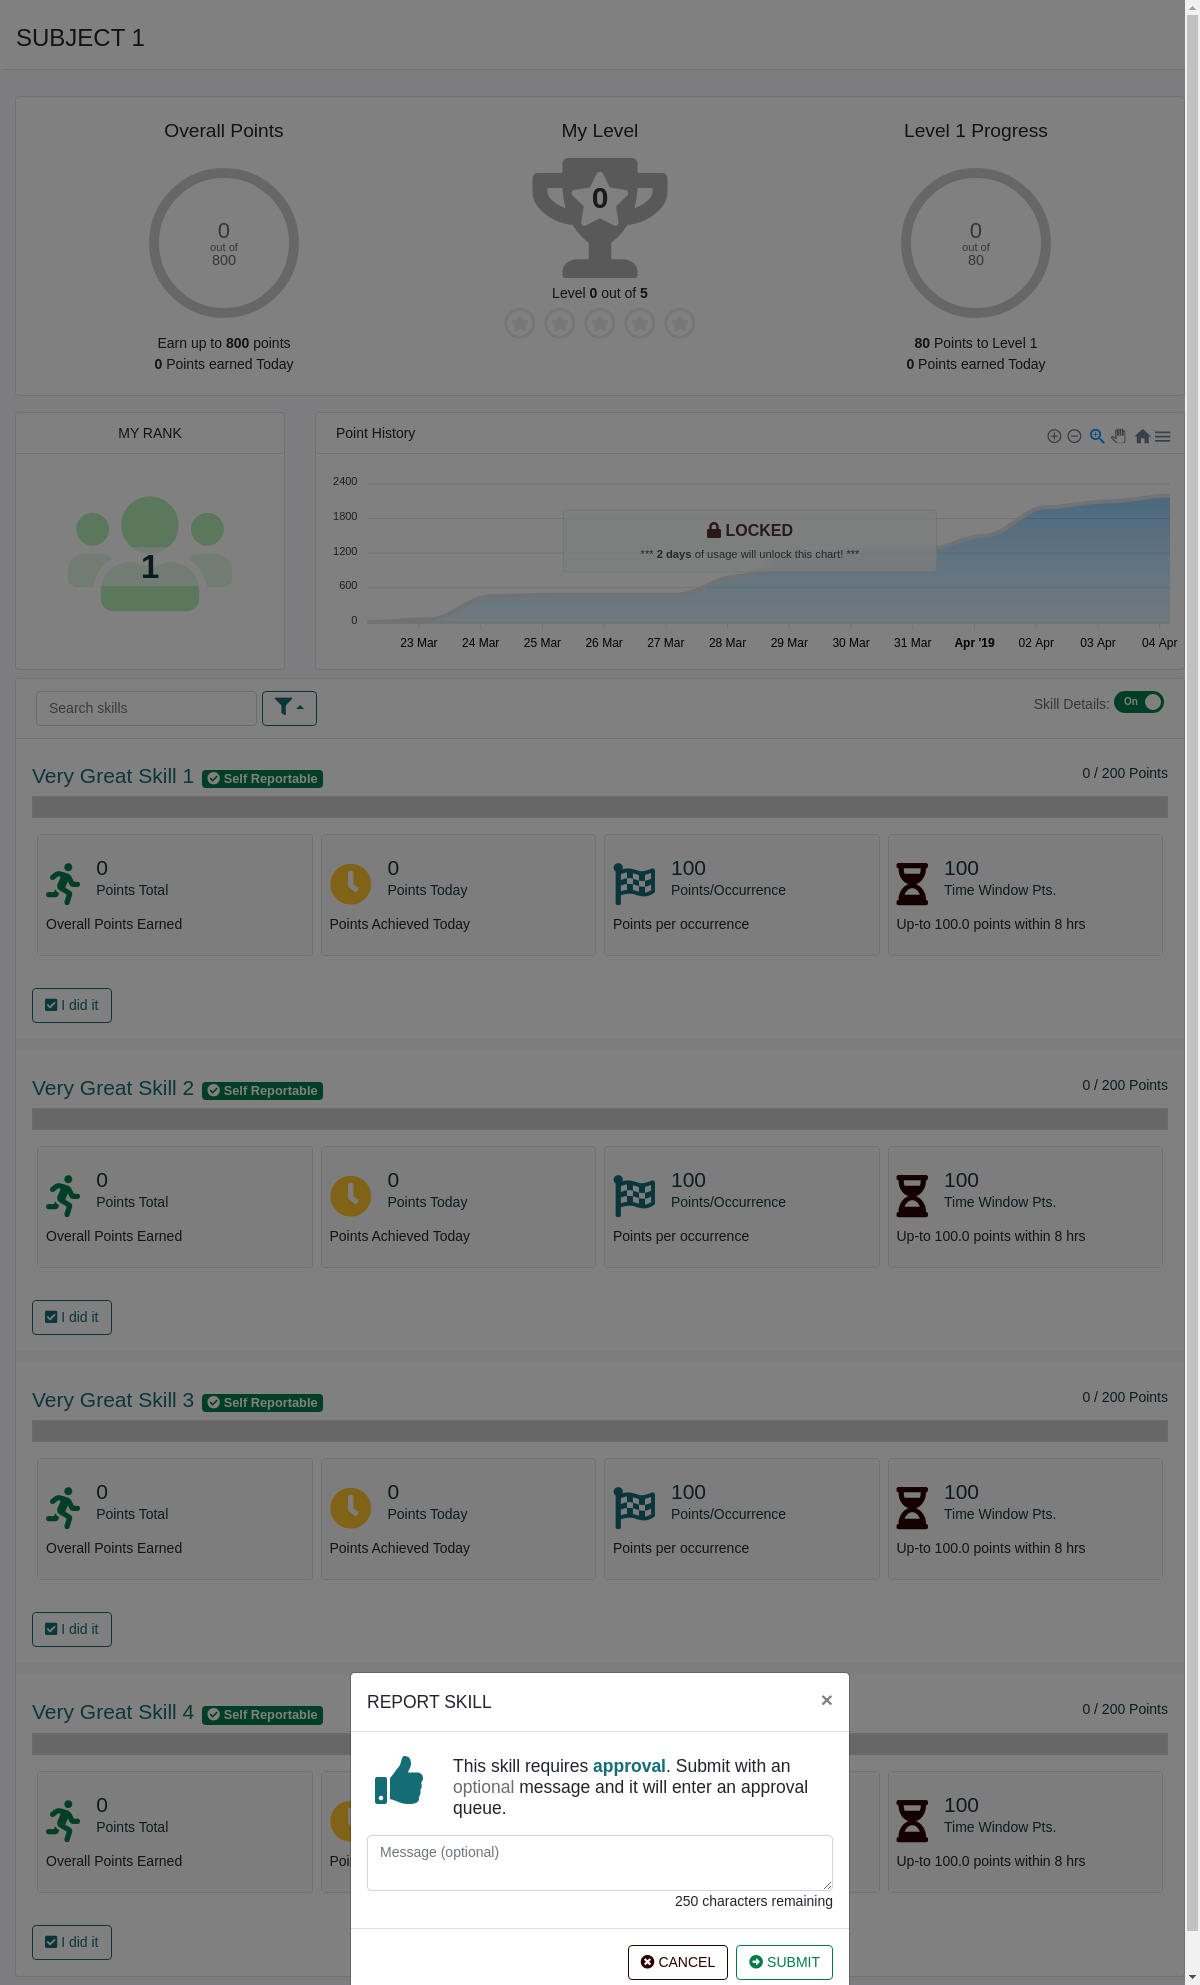 SUBJECT 1
Overall Points
My Level
Level 1 Progress
0
out of
800
0
0
out of
80
Level 0 out of 5
Earn up to 800 points
0 Points earned Today
80 Points to Level 1
0 Points earned Today
MY RANK
1
Point History
2400
1800
1200
600
0
LOCKED
*** 2 days of usage will unlock this chart! ***
23 Mar 24 Mar 25 Mar 26 Mar 27 Mar 28 Mar 29 Mar 30 Mar 31 Mar Apr '19 02 Apr 03 Apr 04 Apr
Search skills
Skill Details: On
Very Great Skill 1 Self Reportable 0 / 200 Points
0
Points Total
Overall Points Earned
0
Points Today
Points Achieved Today
100
Points/Occurrence
Points per occurrence
100
Time Window Pts.
Up-to 100.0 points within 8 hrs
I did it
Very Great Skill 2 Self Reportable 0 / 200 Points
0
Points Total
Overall Points Earned
0
Points Today
Points Achieved Today
100
Points/Occurrence
Points per occurrence
100
Time Window Pts.
Up-to 100.0 points within 8 hrs
I did it
Very Great Skill 3 Self Reportable 0 / 200 Points
0
Points Total
Overall Points Earned
0
Points Today
Points Achieved Today
100
Points/Occurrence
Points per occurrence
100
Time Window Pts.
Up-to 100.0 points within 8 hrs
I did it
Very Great Skill 4 Self Reportable 0 / 200 Points
0
Points Total
Overall Points Earned
100
Time Window Pts.
Up-to 100.0 points within 8 hrs
I did it
REPORT SKILL ×
This skill requires approval. Submit with an
optional message and it will enter an approval
queue.
Message (optional)
250 characters remaining
CANCEL
SUBMIT